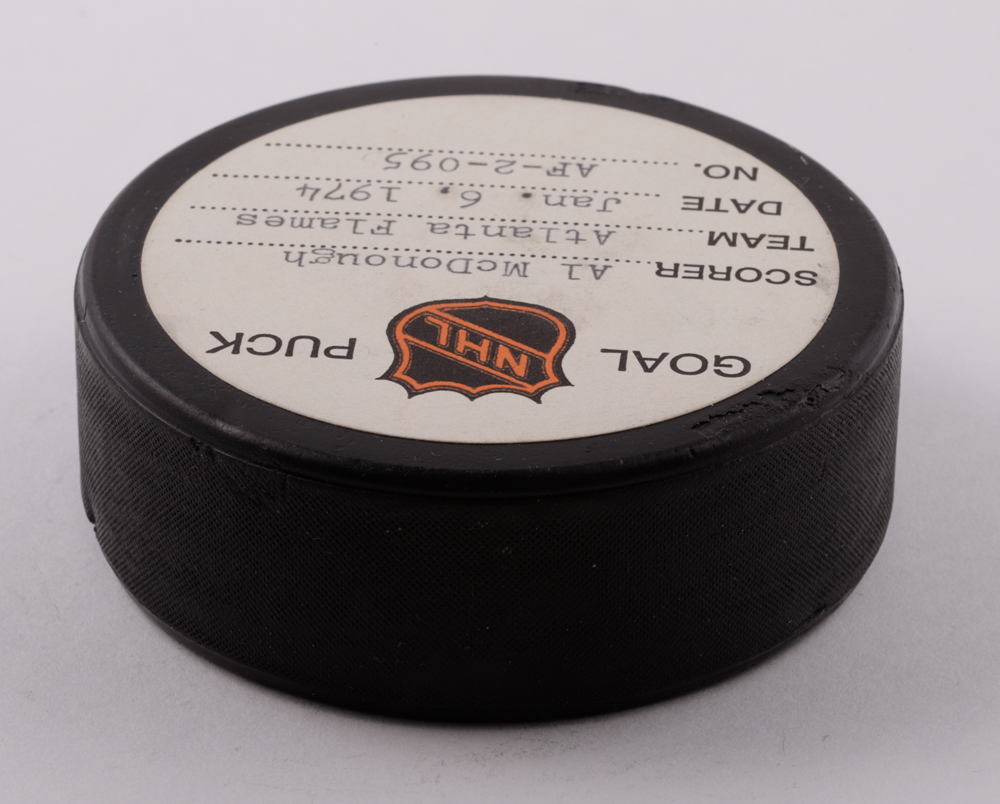 GOAL NHL PUCK
SCORER Al McDonough
TEAM Atlanta Flames
DATE Jan. 6, 1974
NO. AF-2-095